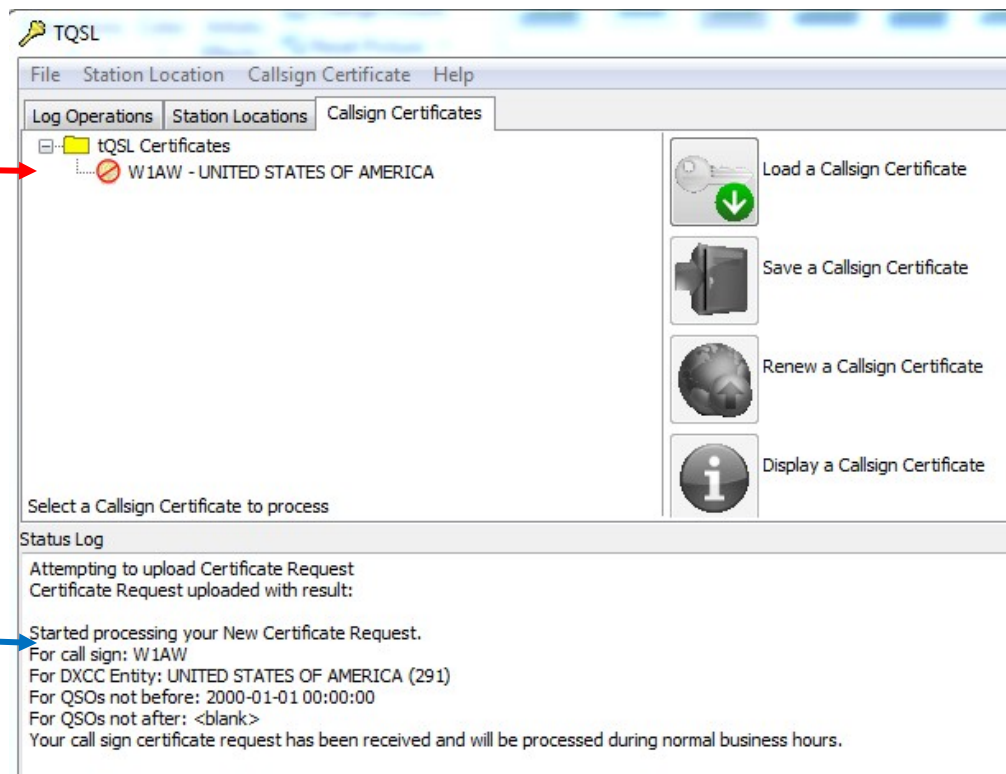 TQSL
File Station Location Callsign Certificate Help
Log Operations Station Locations Callsign Certificates
tQSL Certificates
W1AW - UNITED STATES OF AMERICA
Load a Callsign Certificate
Save a Callsign Certificate
Renew a Callsign Certificate
Display a Callsign Certificate
Select a Callsign Certificate to process
Status Log
Attempting to upload Certificate Request
Certificate Request uploaded with result:
Started processing your New Certificate Request.
For call sign: W1AW
For DXCC Entity: UNITED STATES OF AMERICA (291)
For QSOs not before: 2000-01-01 00:00:00
For QSOs not after: <blank>
Your call sign certificate request has been received and will be processed during normal business hours.